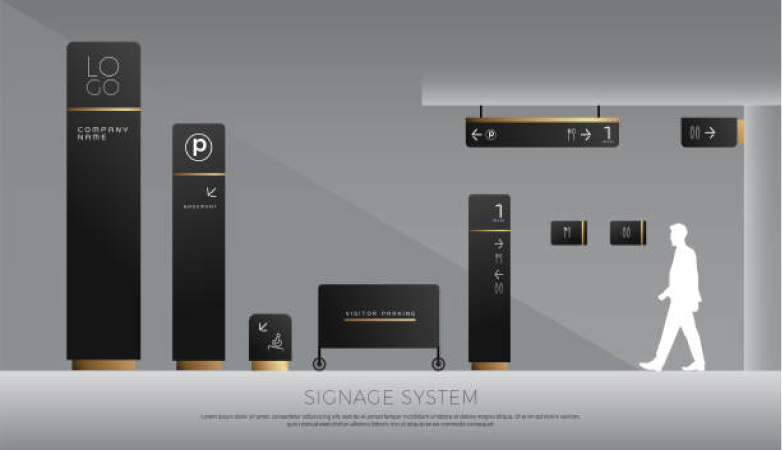 LO
GO
COMPANY
NAME
P
BASEMENT
P
1
1
VISITOR PARKING
SIGNAGE SYSTEM
Lorem ipsum dolor sit amet, consectetur adipiscing elit, sed do eiusmod tempor incididunt ut labore et dolore magna aliqua. Ut enim ad minim veniam,
quis nostrud exercitation ullamco laboris nisi ut aliquip ex ea commodo consequat.